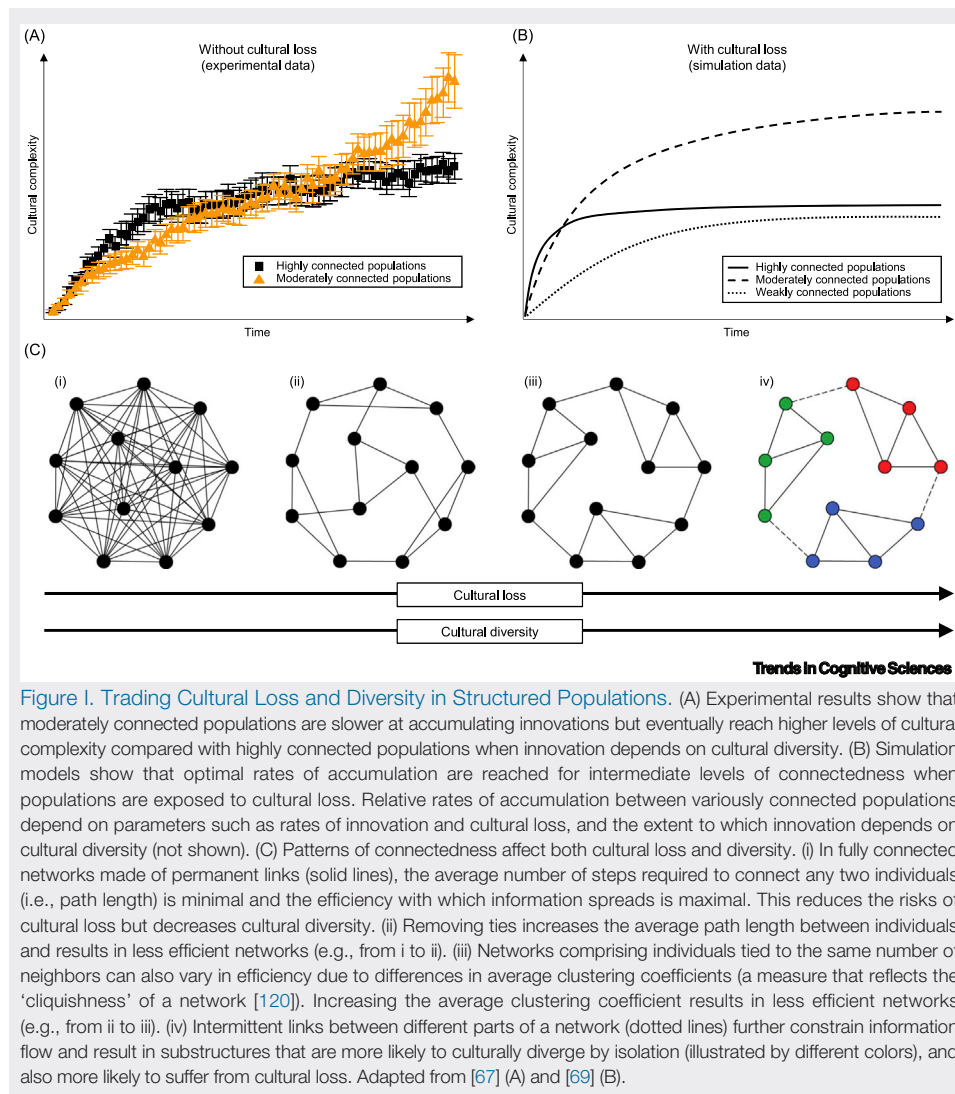 (A)
Without cultural loss
(experimental data)
Cultural complexity
Highly connected populations
Moderately connected populations
Time
(B)
With cultural loss
(simulation data)
Cultural complexity
Highly connected populations
Moderately connected populations
Weakly connected populations
Time
(C)
(i)
(ii)
(iii)
iv)
Cultural loss
Cultural diversity
Trends in Cognitive Sciences
Figure I. Trading Cultural Loss and Diversity in Structured Populations. (A) Experimental results show that
moderately connected populations are slower at accumulating innovations but eventually reach higher levels of cultura
complexity compared with highly connected populations when innovation depends on cultural diversity. (B) Simulation
models show that optimal rates of accumulation are reached for intermediate levels of connectedness when
populations are exposed to cultural loss. Relative rates of accumulation between variously connected populations
depend on parameters such as rates of innovation and cultural loss, and the extent to which innovation depends on
cultural diversity (not shown). (C) Patterns of connectedness affect both cultural loss and diversity. (i) In fully connected
networks made of permanent links (solid lines), the average number of steps required to connect any two individuals
(i.e., path length) is minimal and the efficiency with which information spreads is maximal. This reduces the risks of
cultural loss but decreases cultural diversity. (ii) Removing ties increases the average path length between individuals
and results in less efficient networks (e.g., from i to ii). (iii) Networks comprising individuals tied to the same number of
neighbors can also vary in efficiency due to differences in average clustering coefficients (a measure that reflects the
‘cliquishness’ of a network [120]). Increasing the average clustering coefficient results in less efficient networks
(e.g., from ii to iii). (iv) Intermittent links between different parts of a network (dotted lines) further constrain information
flow and result in substructures that are more likely to culturally diverge by isolation (illustrated by different colors), and
also more likely to suffer from cultural loss. Adapted from [67] (A) and [69] (B).